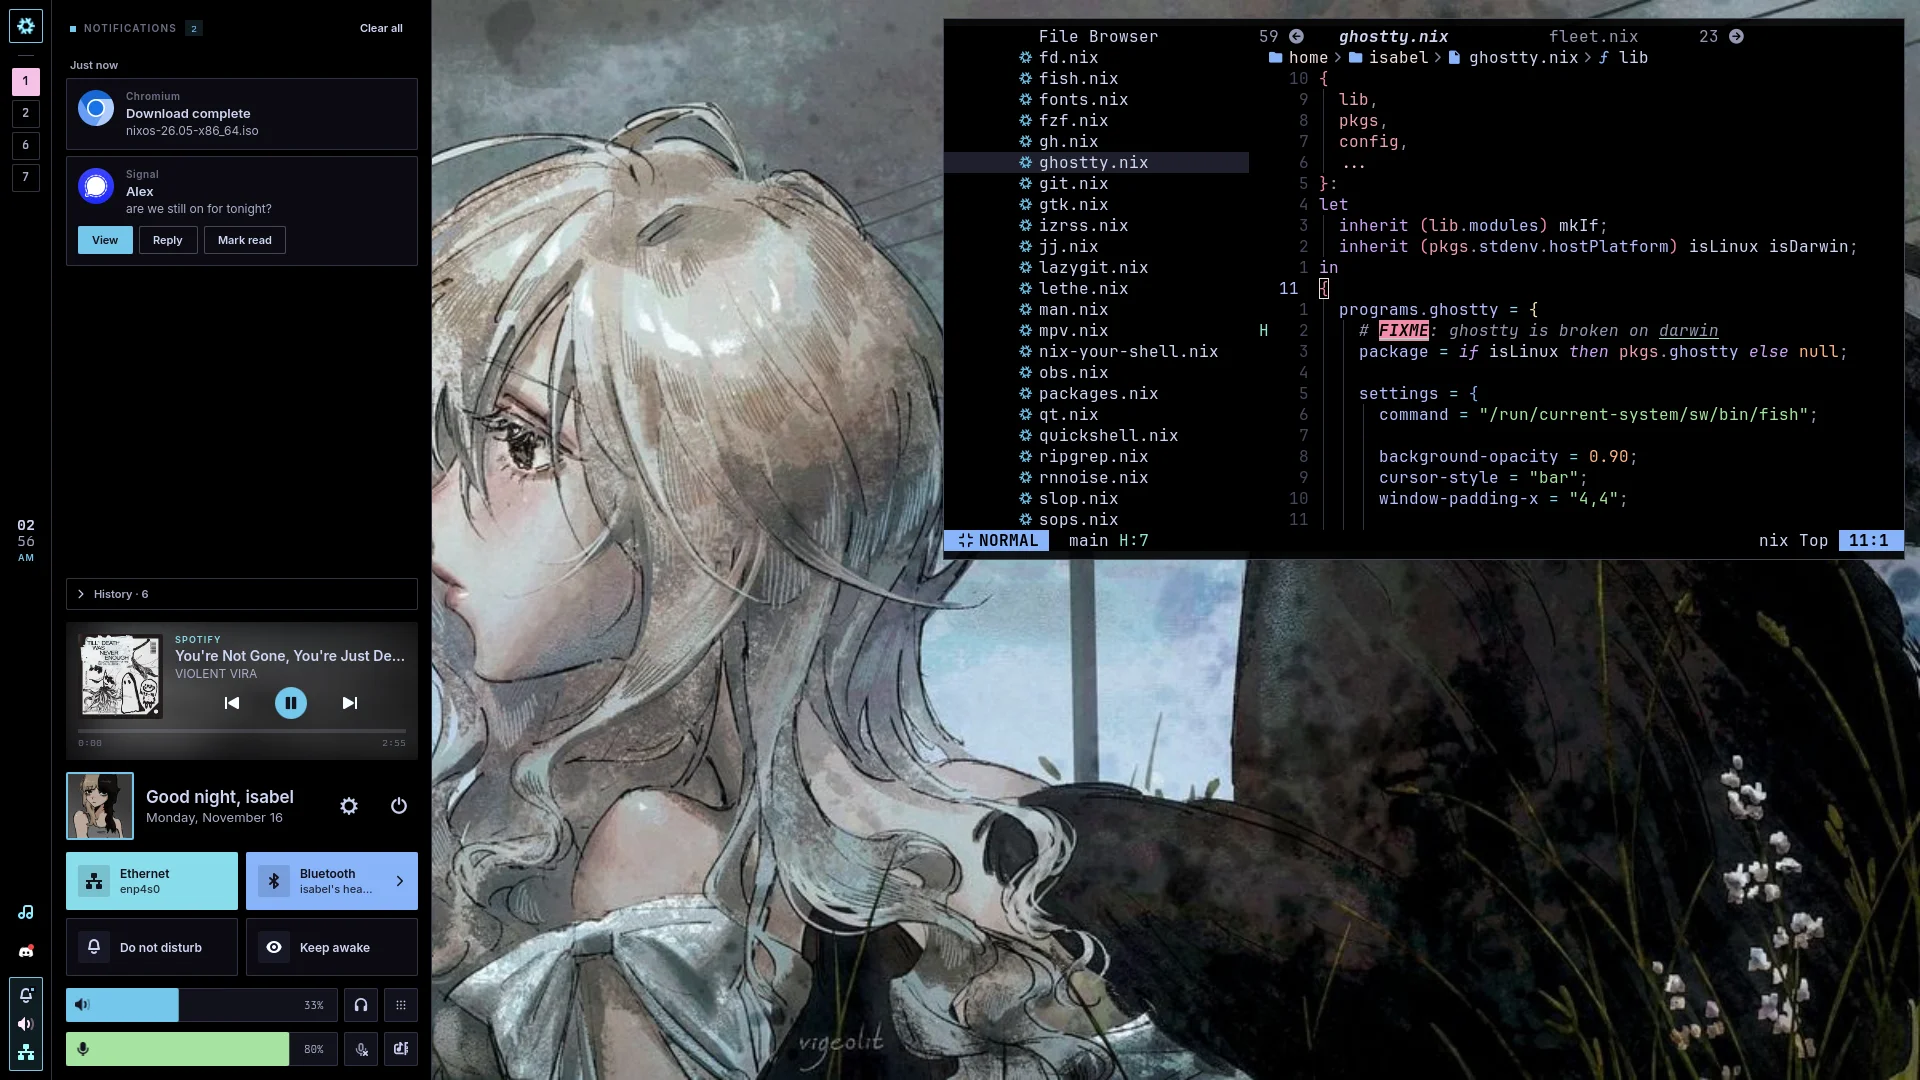 NOTIFICATIONS 2 Clear all
1
2
6
7
02
56
AM
Just now
Chromium
Download complete
nixos-26.05-x86_64.iso
Signal
Alex
are we still on for tonight?
View Reply Mark read
History · 6
TILL' DEATH
WAS
NEVER
ENOUGH
SPOTIFY
You're Not Gone, You're Just De...
VIOLENT VIRA
0:00 2:55
Good night, isabel
Monday, November 16
Ethernet
enp4s0
Bluetooth
isabel's hea...
Do not disturb
Keep awake
33%
80%
File Browser
fd.nix
fish.nix
fonts.nix
fzf.nix
gh.nix
ghostty.nix
git.nix
gtk.nix
izrss.nix
jj.nix
lazygit.nix
lethe.nix
man.nix
mpv.nix
nix-your-shell.nix
obs.nix
packages.nix
qt.nix
quickshell.nix
ripgrep.nix
rnnoise.nix
slop.nix
sops.nix
59 ghostty.nix fleet.nix 23
home > isabel > ghostty.nix > ƒ lib
10 {
9 lib,
8 pkgs,
7 config,
6 ...
5 }:
4 let
3 inherit (lib.modules) mkIf;
2 inherit (pkgs.stdenv.hostPlatform) isLinux isDarwin;
1 in
11 {
1 programs.ghostty = {
H 2 # FIXME: ghostty is broken on darwin
3 package = if isLinux then pkgs.ghostty else null;
4
5 settings = {
6 command = "/run/current-system/sw/bin/fish";
7
8 background-opacity = 0.90;
9 cursor-style = "bar";
10 window-padding-x = "4,4";
11
NORMAL main H:7 nix Top 11:1
vigeolit